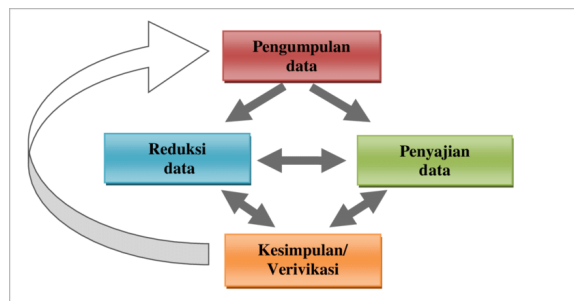 Pengumpulan
data
Reduksi
data
Penyajian
data
Kesimpulan/
Verivikasi